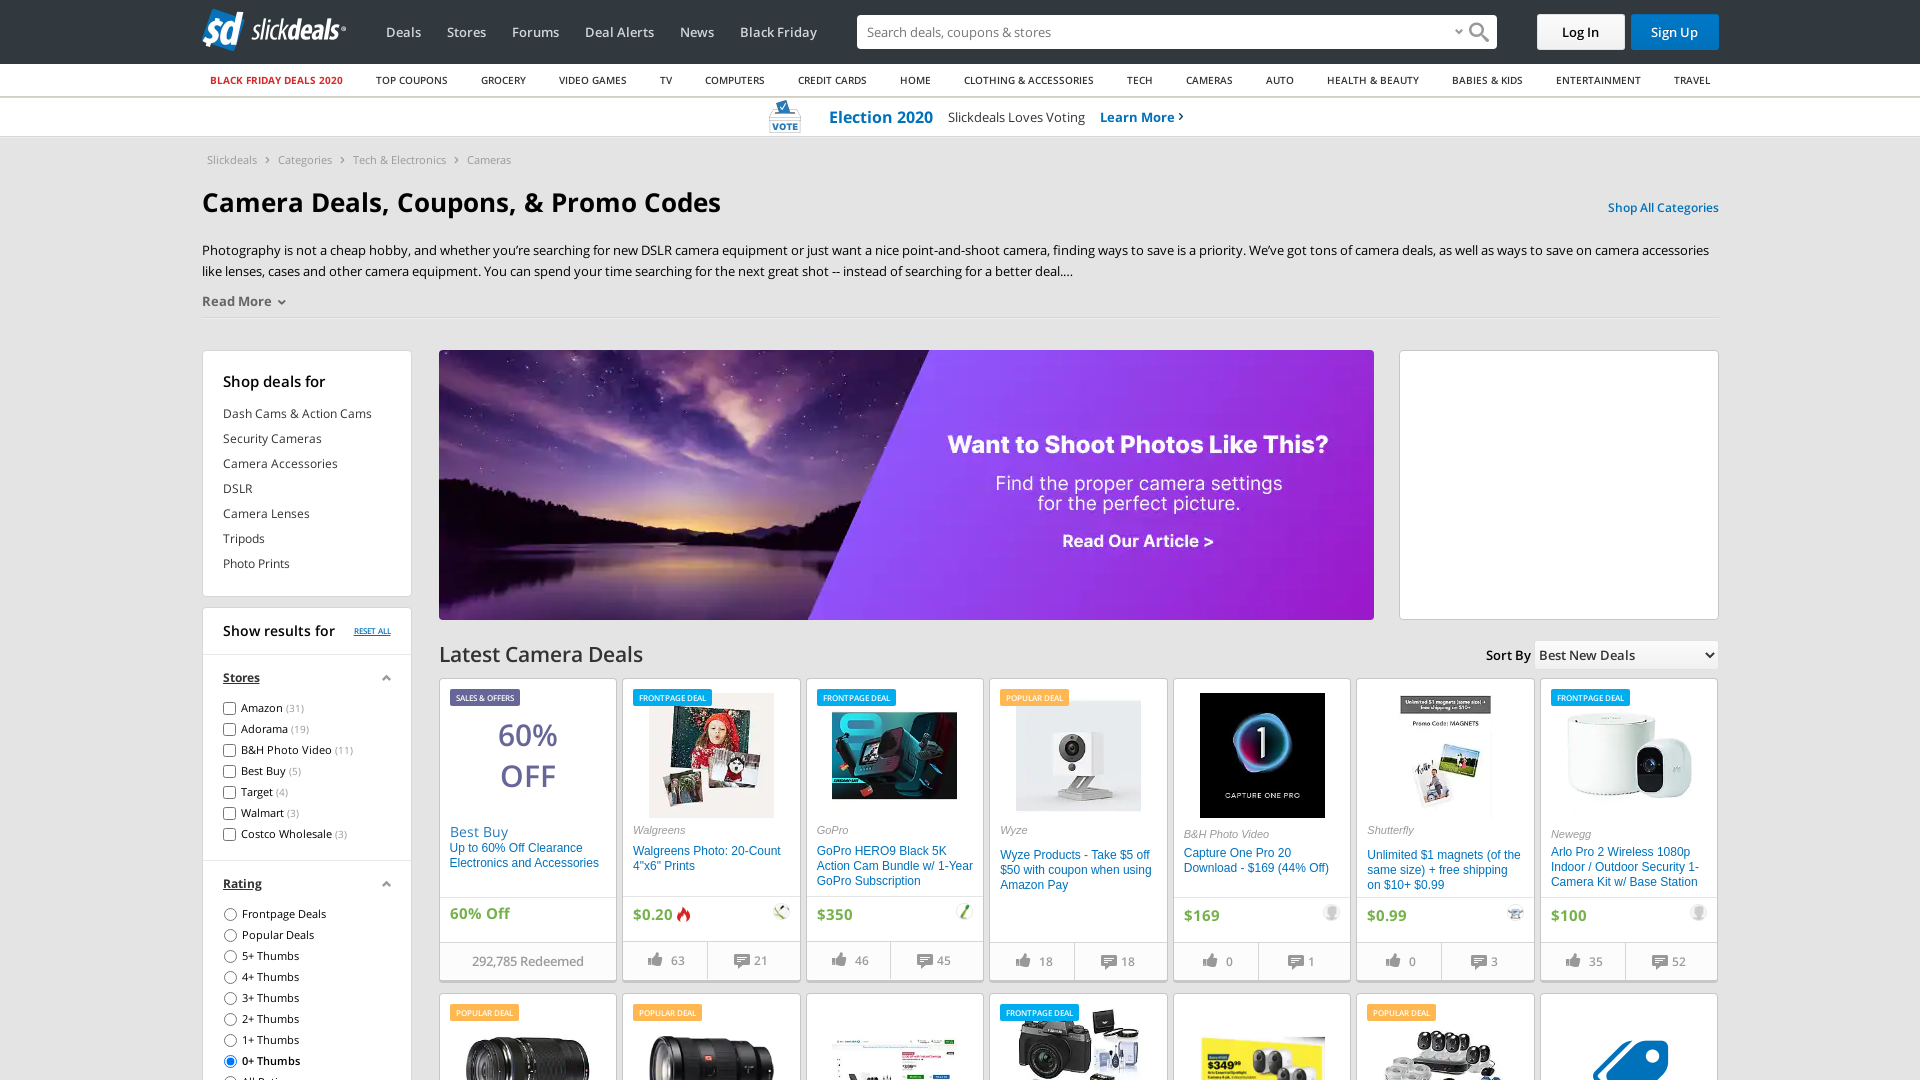 slickdeals
Deals
Stores
Forums
Deal Alerts
News
Black Friday
Search deals, coupons & stores
Log In
Sign Up
BLACK FRIDAY DEALS 2020
TOP COUPONS
GROCERY
VIDEO GAMES
TV
COMPUTERS
CREDIT CARDS
HOME
CLOTHING & ACCESSORIES
TECH
CAMERAS
AUTO
HEALTH & BEAUTY
BABIES & KIDS
ENTERTAINMENT
TRAVEL
VOTE
Election 2020
Slickdeals Loves Voting
Learn More
Slickdeals
Categories
Tech & Electronics
Cameras
Camera Deals, Coupons, & Promo Codes
Shop All Categories
Photography is not a cheap hobby, and whether you’re searching for new DSLR camera equipment or just want a nice point-and-shoot camera, finding ways to save is a priority. We’ve got tons of camera deals, as well as ways to save on camera accessories
like lenses, cases and other camera equipment. You can spend your time searching for the next great shot -- instead of searching for a better deal.…
Read More
Shop deals for
Dash Cams & Action Cams
Security Cameras
Camera Accessories
DSLR
Camera Lenses
Tripods
Photo Prints
Want to Shoot Photos Like This?
Find the proper camera settings
for the perfect picture.
Read Our Article >
Show results for
RESET ALL
Stores
Amazon (31)
Adorama (19)
B&H Photo Video (11)
Best Buy (5)
Target (4)
Walmart (3)
Costco Wholesale (3)
Rating
Frontpage Deals
Popular Deals
5+ Thumbs
4+ Thumbs
3+ Thumbs
2+ Thumbs
1+ Thumbs
0+ Thumbs
Latest Camera Deals
Sort By
Best New Deals
SALES & OFFERS
60%
OFF
Best Buy
Up to 60% Off Clearance
Electronics and Accessories
60% Off
292,785 Redeemed
FRONTPAGE DEAL
Walgreens
Walgreens Photo: 20-Count
4"x6" Prints
$0.20
63
21
FRONTPAGE DEAL
GoPro
GoPro HERO9 Black 5K
Action Cam Bundle w/ 1-Year
GoPro Subscription
$350
46
45
POPULAR DEAL
Wyze
Wyze Products - Take $5 off
$50 with coupon when using
Amazon Pay
18
18
1
CAPTURE ONE PRO
B&H Photo Video
Capture One Pro 20
Download - $169 (44% Off)
$169
0
1
Unlimited $1 magnets (same size) +
free shipping on $10+
Promo Code: MAGNETS
Shutterfly
Unlimited $1 magnets (of the
same size) + free shipping
on $10+ $0.99
$0.99
0
3
FRONTPAGE DEAL
Newegg
Arlo Pro 2 Wireless 1080p
Indoor / Outdoor Security 1-
Camera Kit w/ Base Station
$100
35
52
POPULAR DEAL
POPULAR DEAL
FRONTPAGE DEAL
$349
POPULAR DEAL